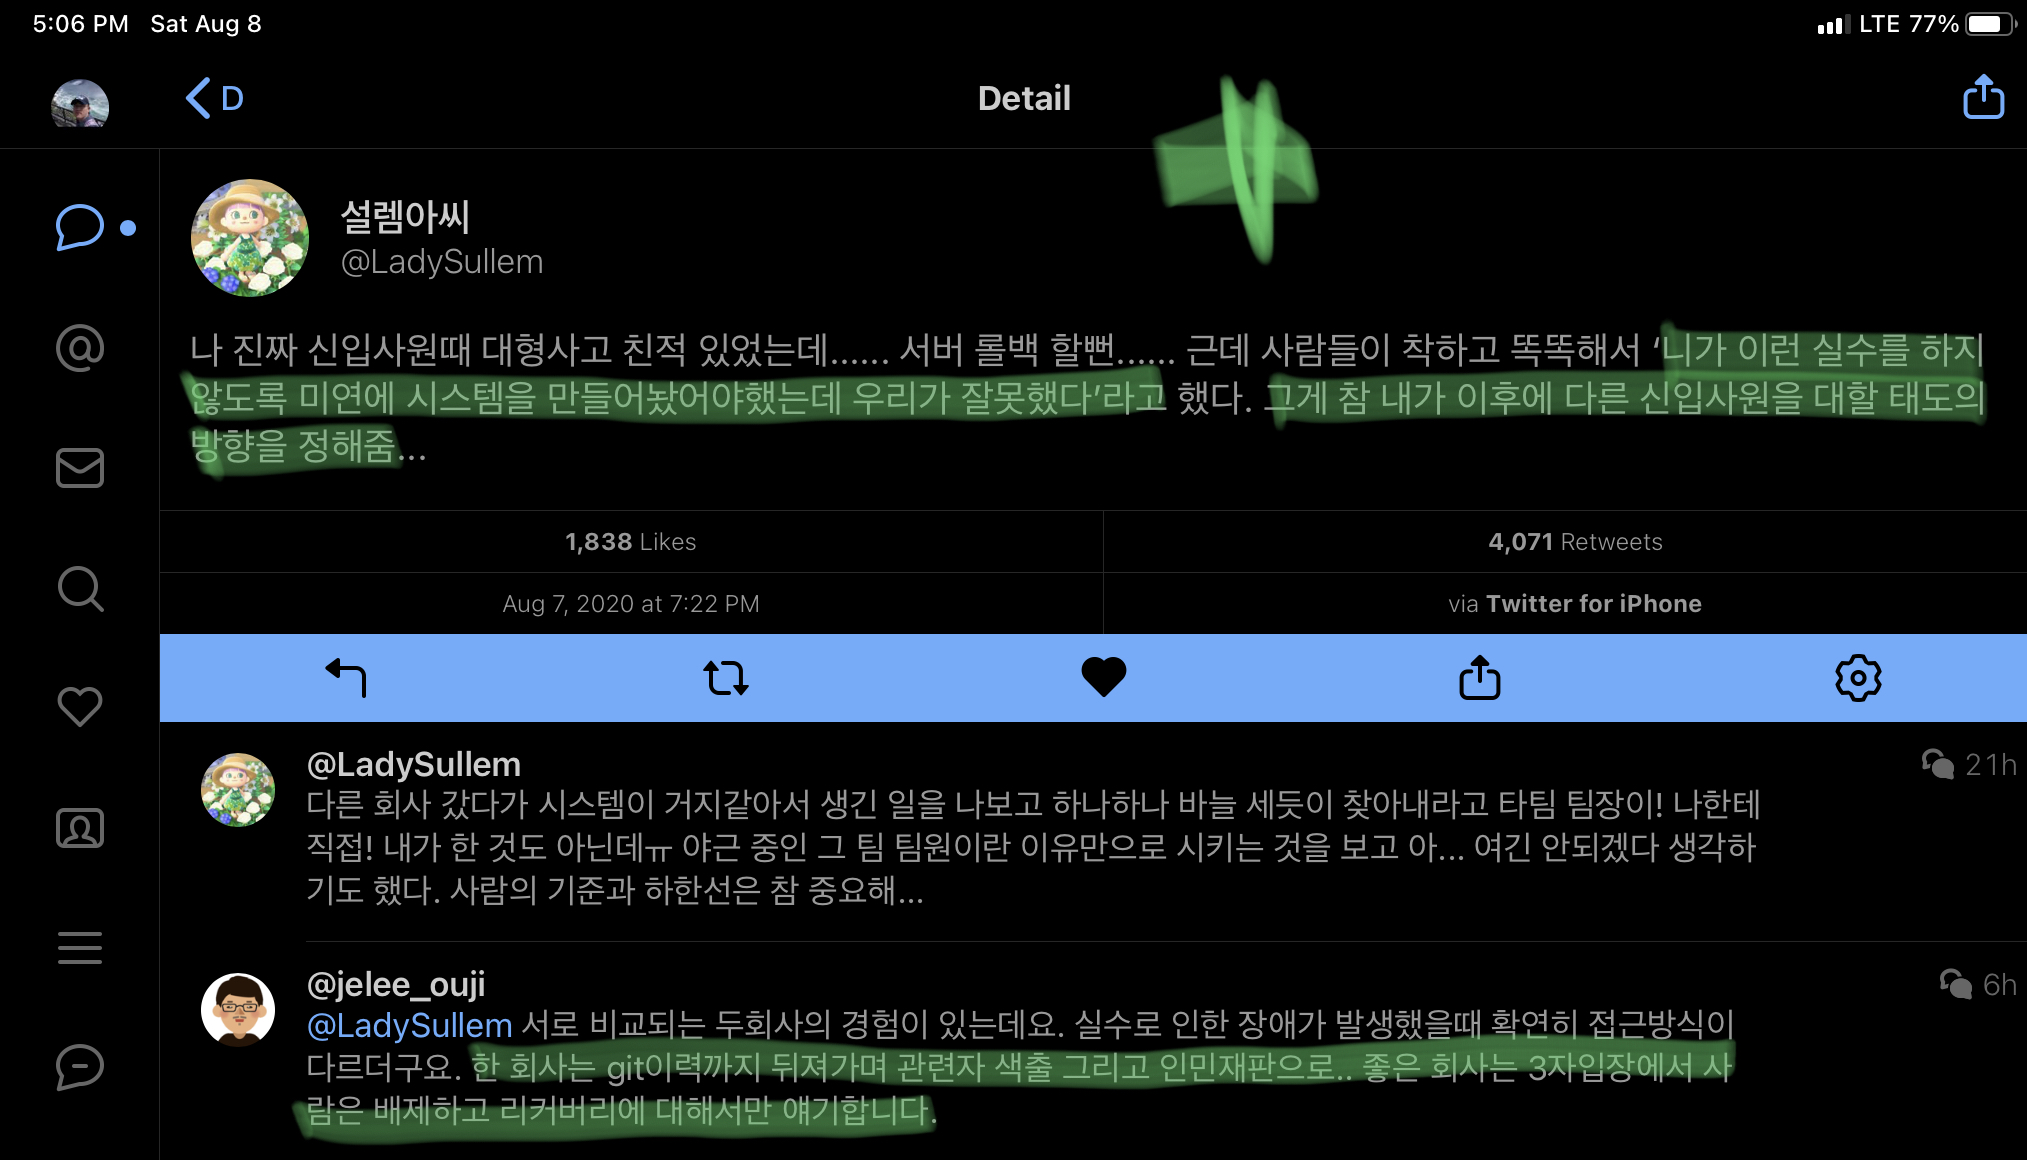 5:06 PM Sat Aug 8 LTE 77%
D Detail
설렘아씨
@LadySullem
나 진짜 신입사원때 대형사고 친적 있었는데...... 서버 롤백 할뻔...... 근데 사람들이 착하고 똑똑해서 ‘니가 이런 실수를 하지
않도록 미연에 시스템을 만들어놨어야했는데 우리가 잘못했다’라고 했다. 그게 참 내가 이후에 다른 신입사원을 대할 태도의
방향을 정해줌...
1,838 Likes 4,071 Retweets
Aug 7, 2020 at 7:22 PM via Twitter for iPhone
@LadySullem 21h
다른 회사 갔다가 시스템이 거지같아서 생긴 일을 나보고 하나하나 바늘 세듯이 찾아내라고 타팀 팀장이! 나한테
직접! 내가 한 것도 아닌데ㅠ 야근 중인 그 팀 팀원이란 이유만으로 시키는 것을 보고 아... 여긴 안되겠다 생각하
기도 했다. 사람의 기준과 하한선은 참 중요해...
@jelee_ouji 6h
@LadySullem 서로 비교되는 두회사의 경험이 있는데요. 실수로 인한 장애가 발생했을때 확연히 접근방식이
다르더구요. 한 회사는 git이력까지 뒤져가며 관련자 색출 그리고 인민재판으로.. 좋은 회사는 3자입장에서 사
람은 배제하고 리커버리에 대해서만 얘기합니다.